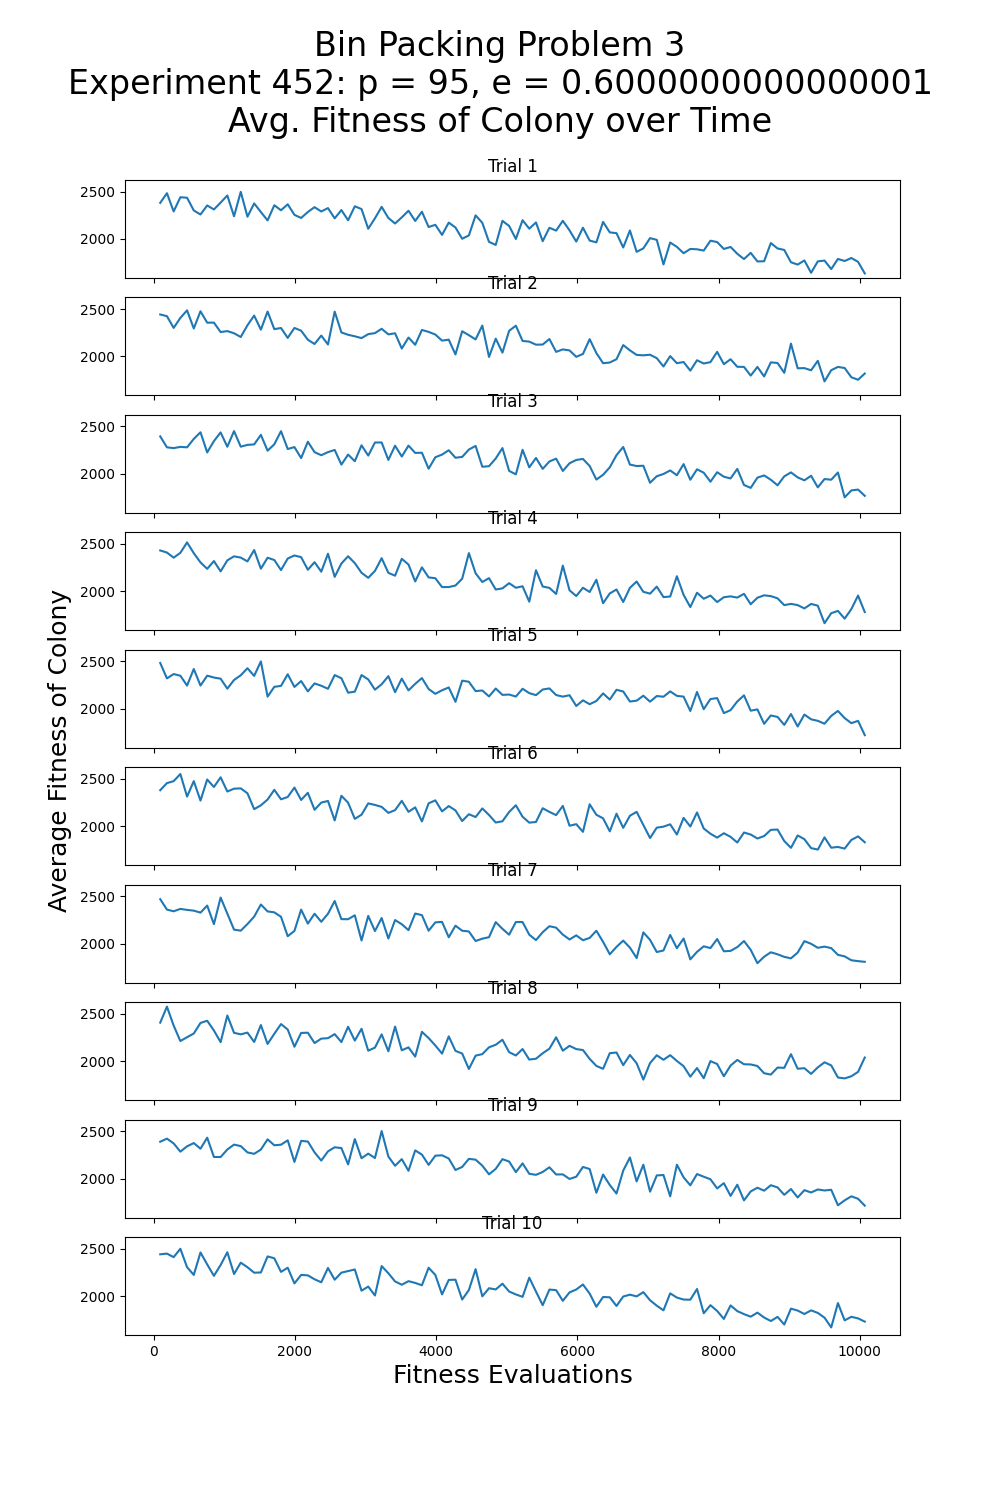 Bin Packing Problem 3
Experiment 452: p = 95, e = 0.6000000000000001
Avg. Fitness of Colony over Time
Trial 1
2500
2000
Trial 2
2500
2000
Trial 3
2500
2000
Trial 4
2500
2000
Trial 5
2500
2000
Trial 6
2500
2000
Trial 7
2500
2000
Trial 8
2500
2000
Trial 9
2500
2000
Trial 10
2500
2000
Average Fitness of Colony
0 2000 4000 6000 8000 10000
Fitness Evaluations